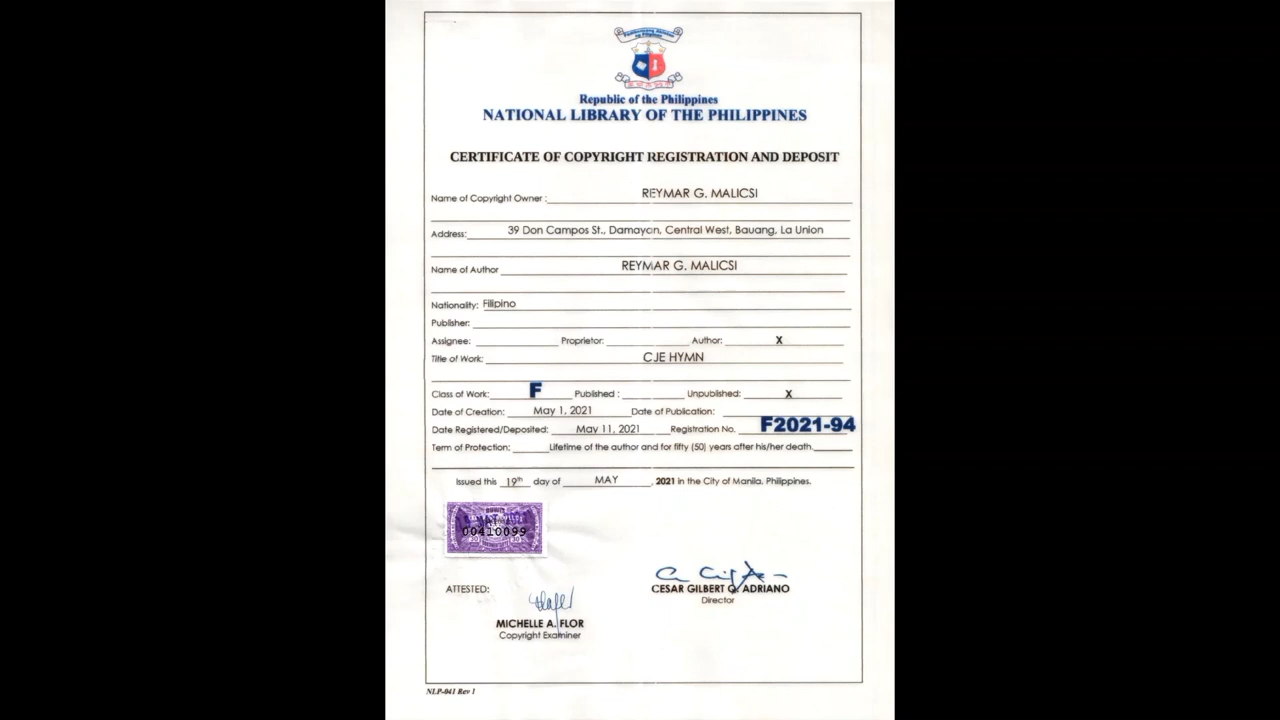 Republic of the Philippines
NATIONAL LIBRARY OF THE PHILIPPINES
CERTIFICATE OF COPYRIGHT REGISTRATION AND DEPOSIT
Name of Copyright Owner : REYMAR G. MALICSI
Address: 39 Don Campos St., Damayan, Central West, Bauang, La Union
Name of Author REYMAR G. MALICSI
Nationality: Filipino
Publisher:
Assignee: Proprietor: Author: X
Title of Work: CJE HYMN
Class of Work: F Published : Unpublished: X
Date of Creation: May 1, 2021 Date of Publication:
Date Registered/Deposited: May 11, 2021 Registration No. F2021-94
Term of Protection: Lifetime of the author and for fifty (50) years after his/her death.
Issued this 19th day of MAY, 2021 in the City of Manila, Philippines.
00410099
ATTESTED:
CESAR GILBERT Q. ADRIANO
Director
MICHELLE A. FLOR
Copyright Examiner
NLP-041 Rev 1